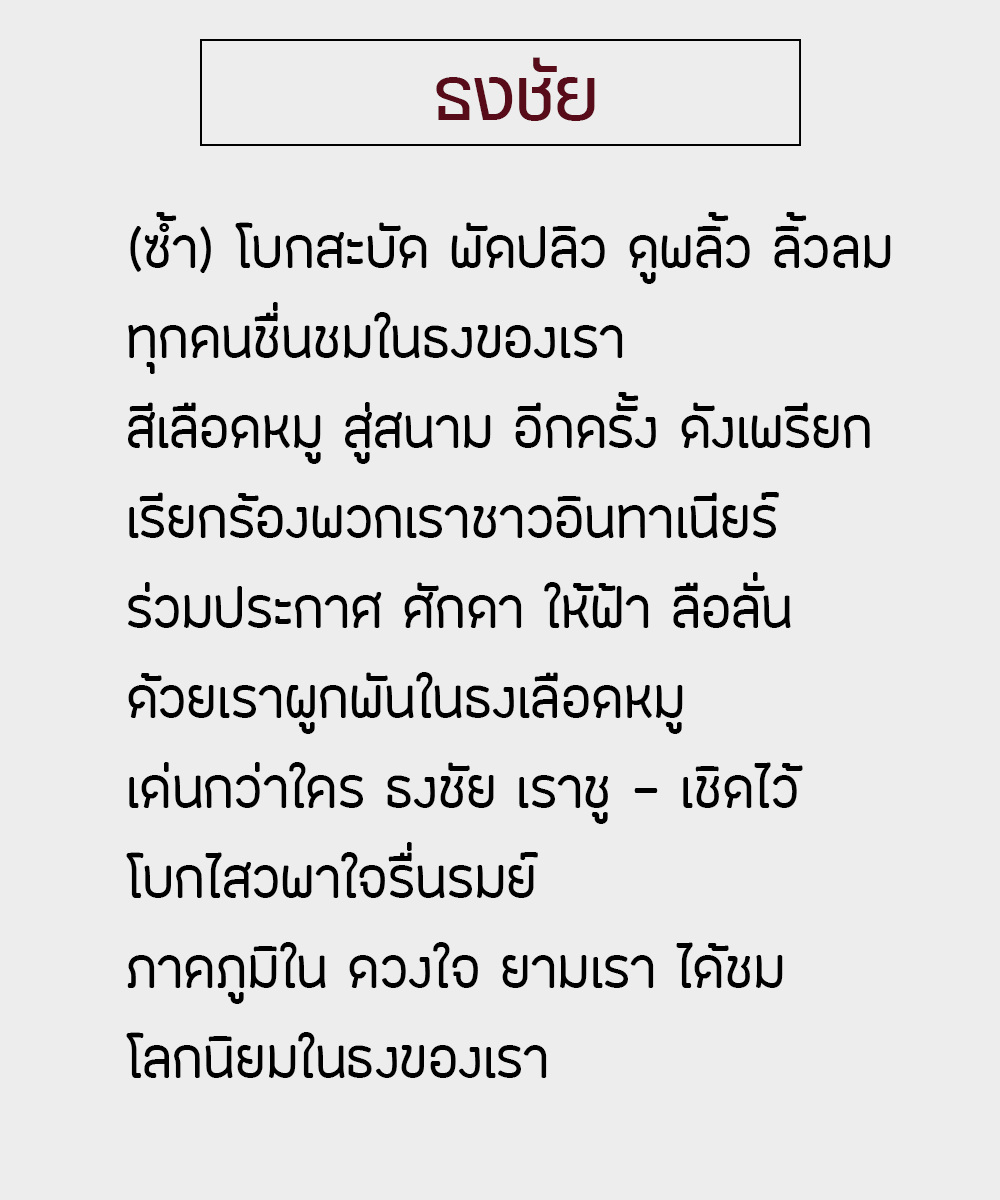 ธงชัย
(ซ้ำ) โบกสะบัด พัดปลิว ดูพลิ้ว ลิ้วลม
ทุกคนชื่นชมในธงของเรา
สีเลือดหมู สู่สนาม อีกครั้ง ดังเพรียก
เรียกร้องพวกเราชาวอินทาเนียร์
ร่วมประกาศ ศักดา ให้ฟ้า ลือลั่น
ด้วยเราผูกพันในธงเลือดหมู
เด่นกว่าใคร ธงชัย เราชู - เชิดไว้
โบกไสวพาใจรื่นรมย์
ภาคภูมิใน ดวงใจ ยามเรา ได้ชม
โลกนิยมในธงของเรา